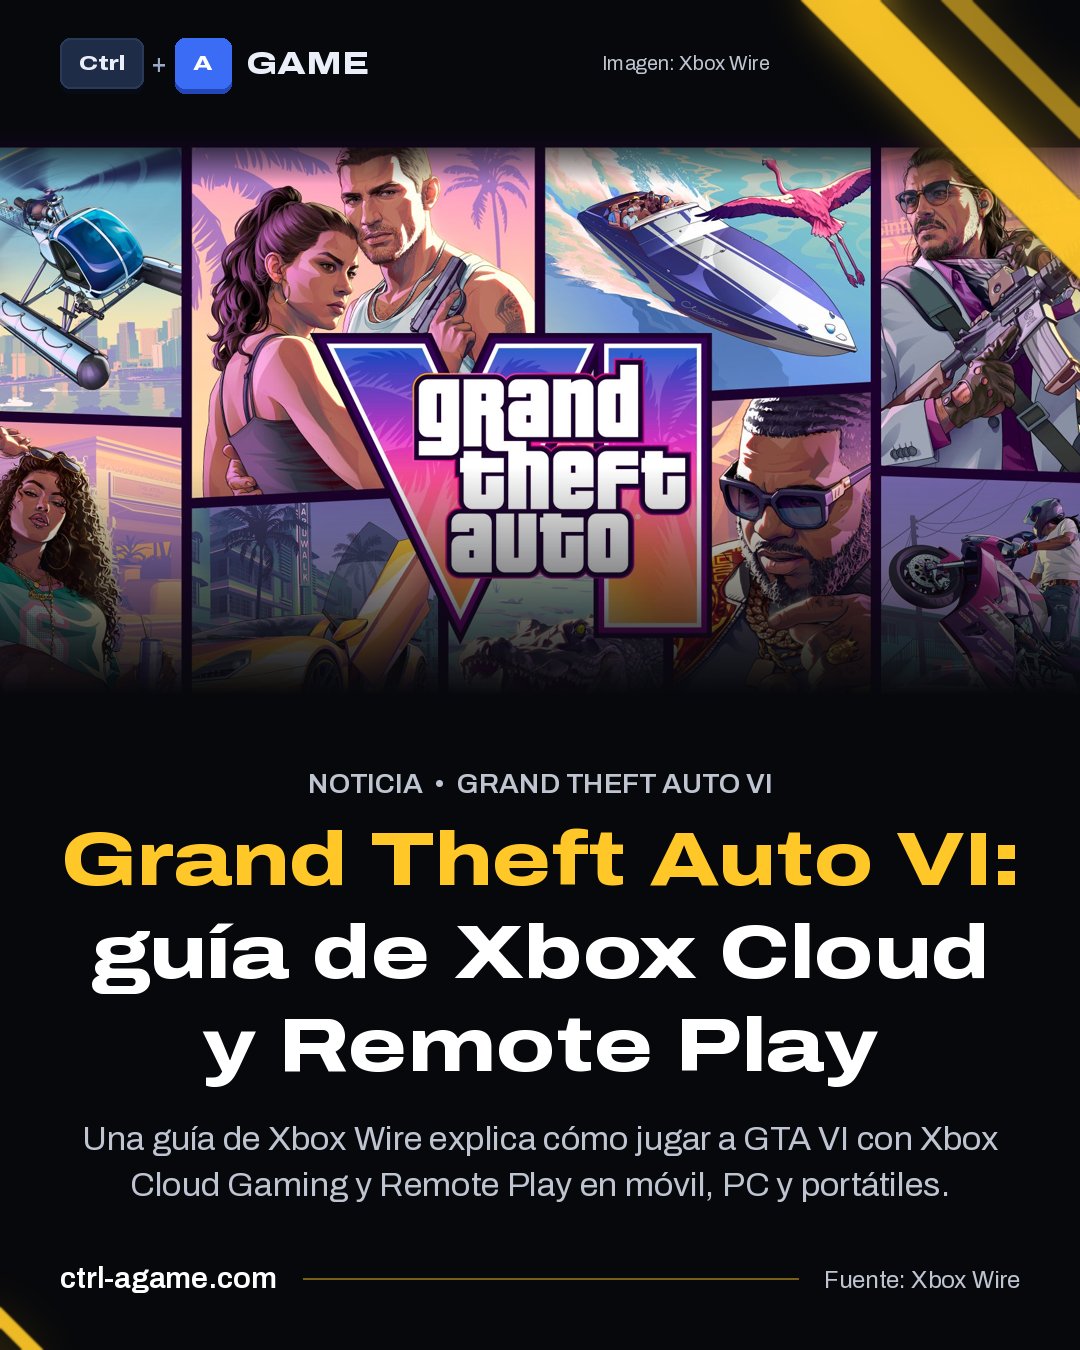 Ctrl + A GAME
Imagen: Xbox Wire
grand
theft
auto
VI
NOTICIA • GRAND THEFT AUTO VI
Grand Theft Auto VI:
guía de Xbox Cloud
y Remote Play
Una guía de Xbox Wire explica cómo jugar a GTA VI con Xbox
Cloud Gaming y Remote Play en móvil, PC y portátiles.
ctrl-agame.com
Fuente: Xbox Wire